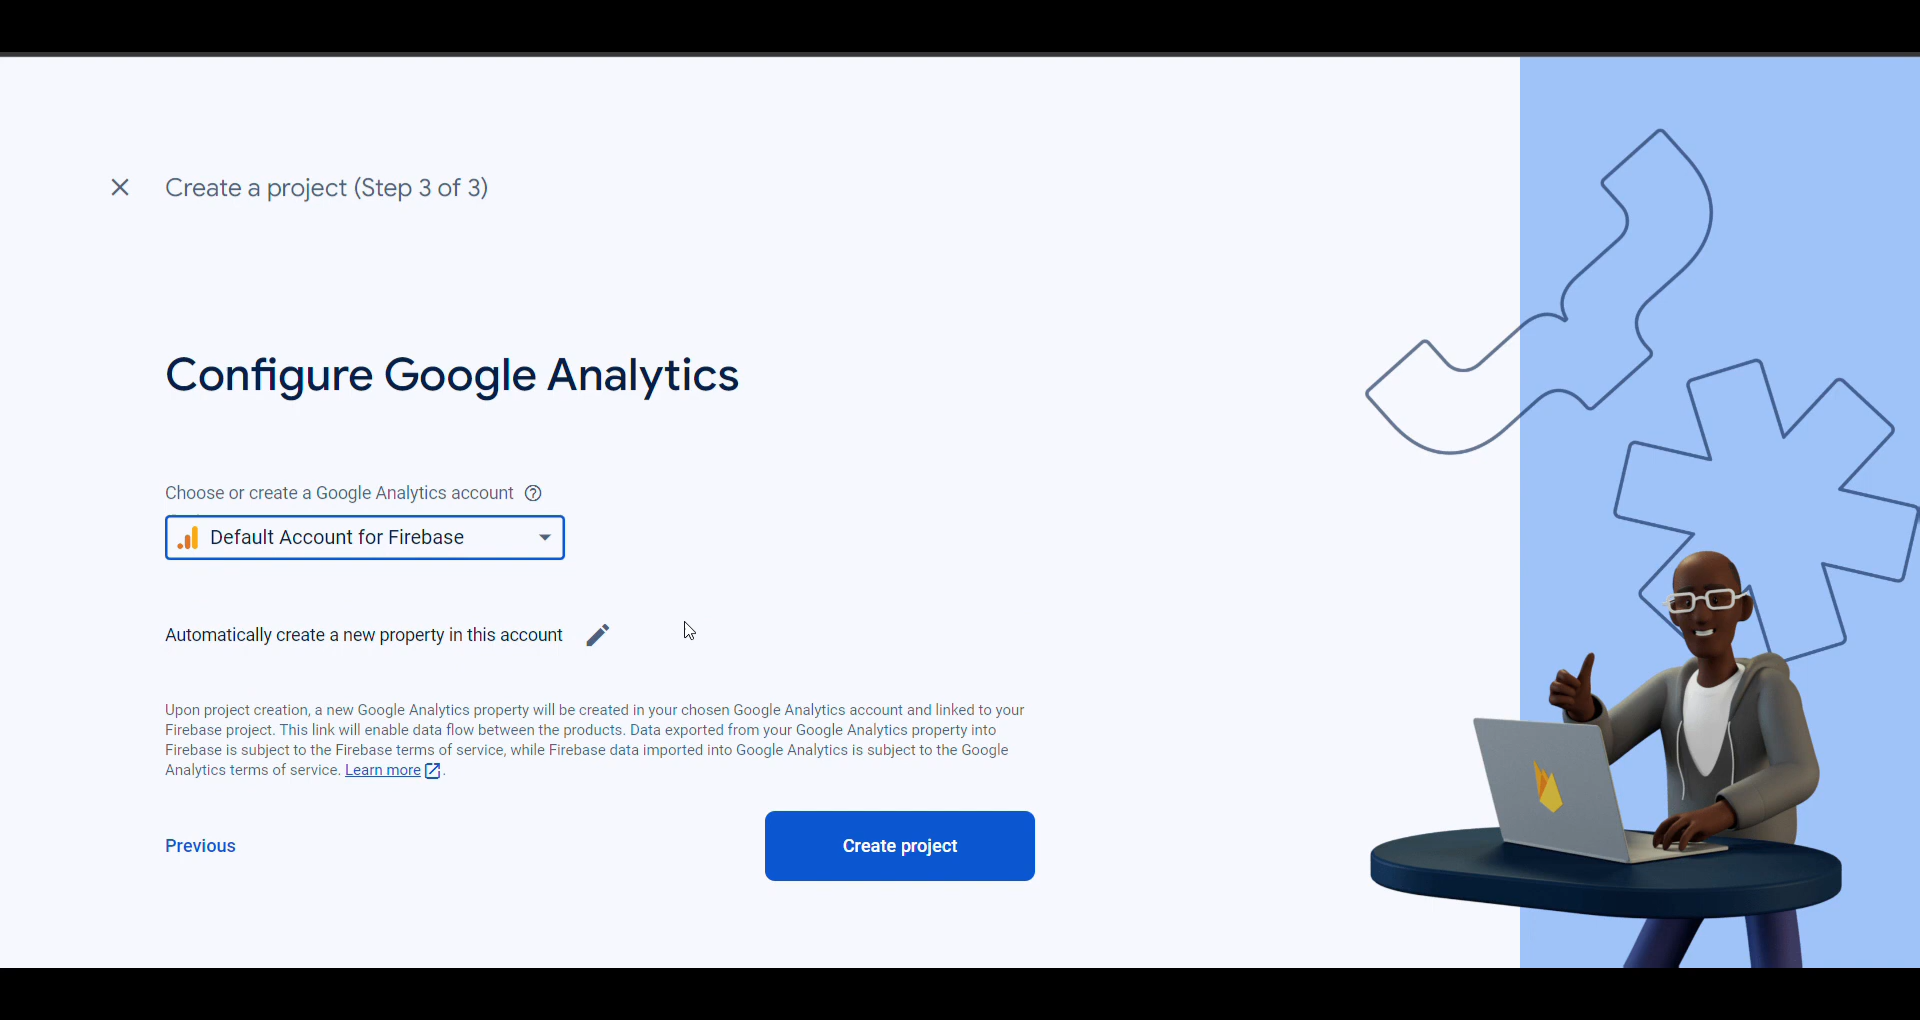 Create a project (Step 3 of 3)
Configure Google Analytics
Choose or create a Google Analytics account
Default Account for Firebase
Automatically create a new property in this account
Upon project creation, a new Google Analytics property will be created in your chosen Google Analytics account and linked to your
Firebase project. This link will enable data flow between the products. Data exported from your Google Analytics property into
Firebase is subject to the Firebase terms of service, while Firebase data imported into Google Analytics is subject to the Google
Analytics terms of service. Learn more.
Previous
Create project